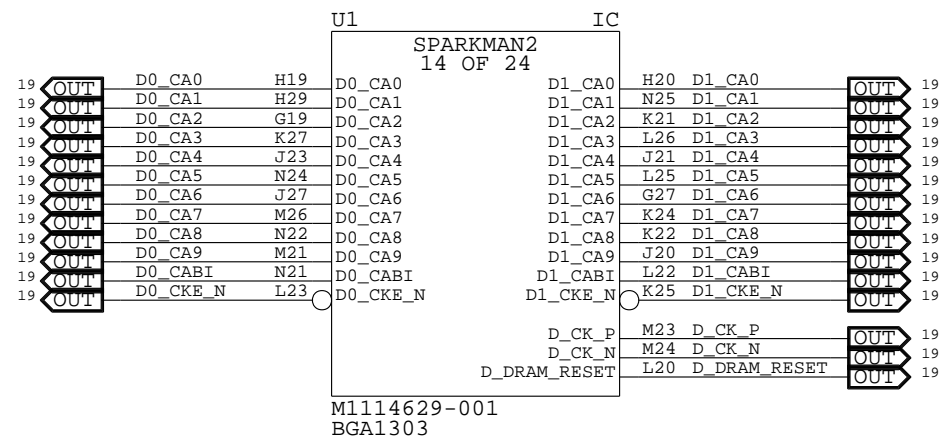 U1 IC
SPARKMAN2
14 OF 24
19 OUT D0_CA0 H19 D0_CA0 D1_CA0 H20 D1_CA0 OUT 19
19 OUT D0_CA1 H29 D0_CA1 D1_CA1 N25 D1_CA1 OUT 19
19 OUT D0_CA2 G19 D0_CA2 D1_CA2 K21 D1_CA2 OUT 19
19 OUT D0_CA3 K27 D0_CA3 D1_CA3 L26 D1_CA3 OUT 19
19 OUT D0_CA4 J23 D0_CA4 D1_CA4 J21 D1_CA4 OUT 19
19 OUT D0_CA5 N24 D0_CA5 D1_CA5 L25 D1_CA5 OUT 19
19 OUT D0_CA6 J27 D0_CA6 D1_CA6 G27 D1_CA6 OUT 19
19 OUT D0_CA7 M26 D0_CA7 D1_CA7 K24 D1_CA7 OUT 19
19 OUT D0_CA8 N22 D0_CA8 D1_CA8 K22 D1_CA8 OUT 19
19 OUT D0_CA9 M21 D0_CA9 D1_CA9 J20 D1_CA9 OUT 19
19 OUT D0_CABI N21 D0_CABI D1_CABI L22 D1_CABI OUT 19
19 OUT D0_CKE_N L23 D0_CKE_N D1_CKE_N K25 D1_CKE_N OUT 19
D_CK_P M23 D_CK_P OUT 19
D_CK_N M24 D_CK_N OUT 19
D_DRAM_RESET L20 D_DRAM_RESET OUT 19
M1114629-001
BGA1303